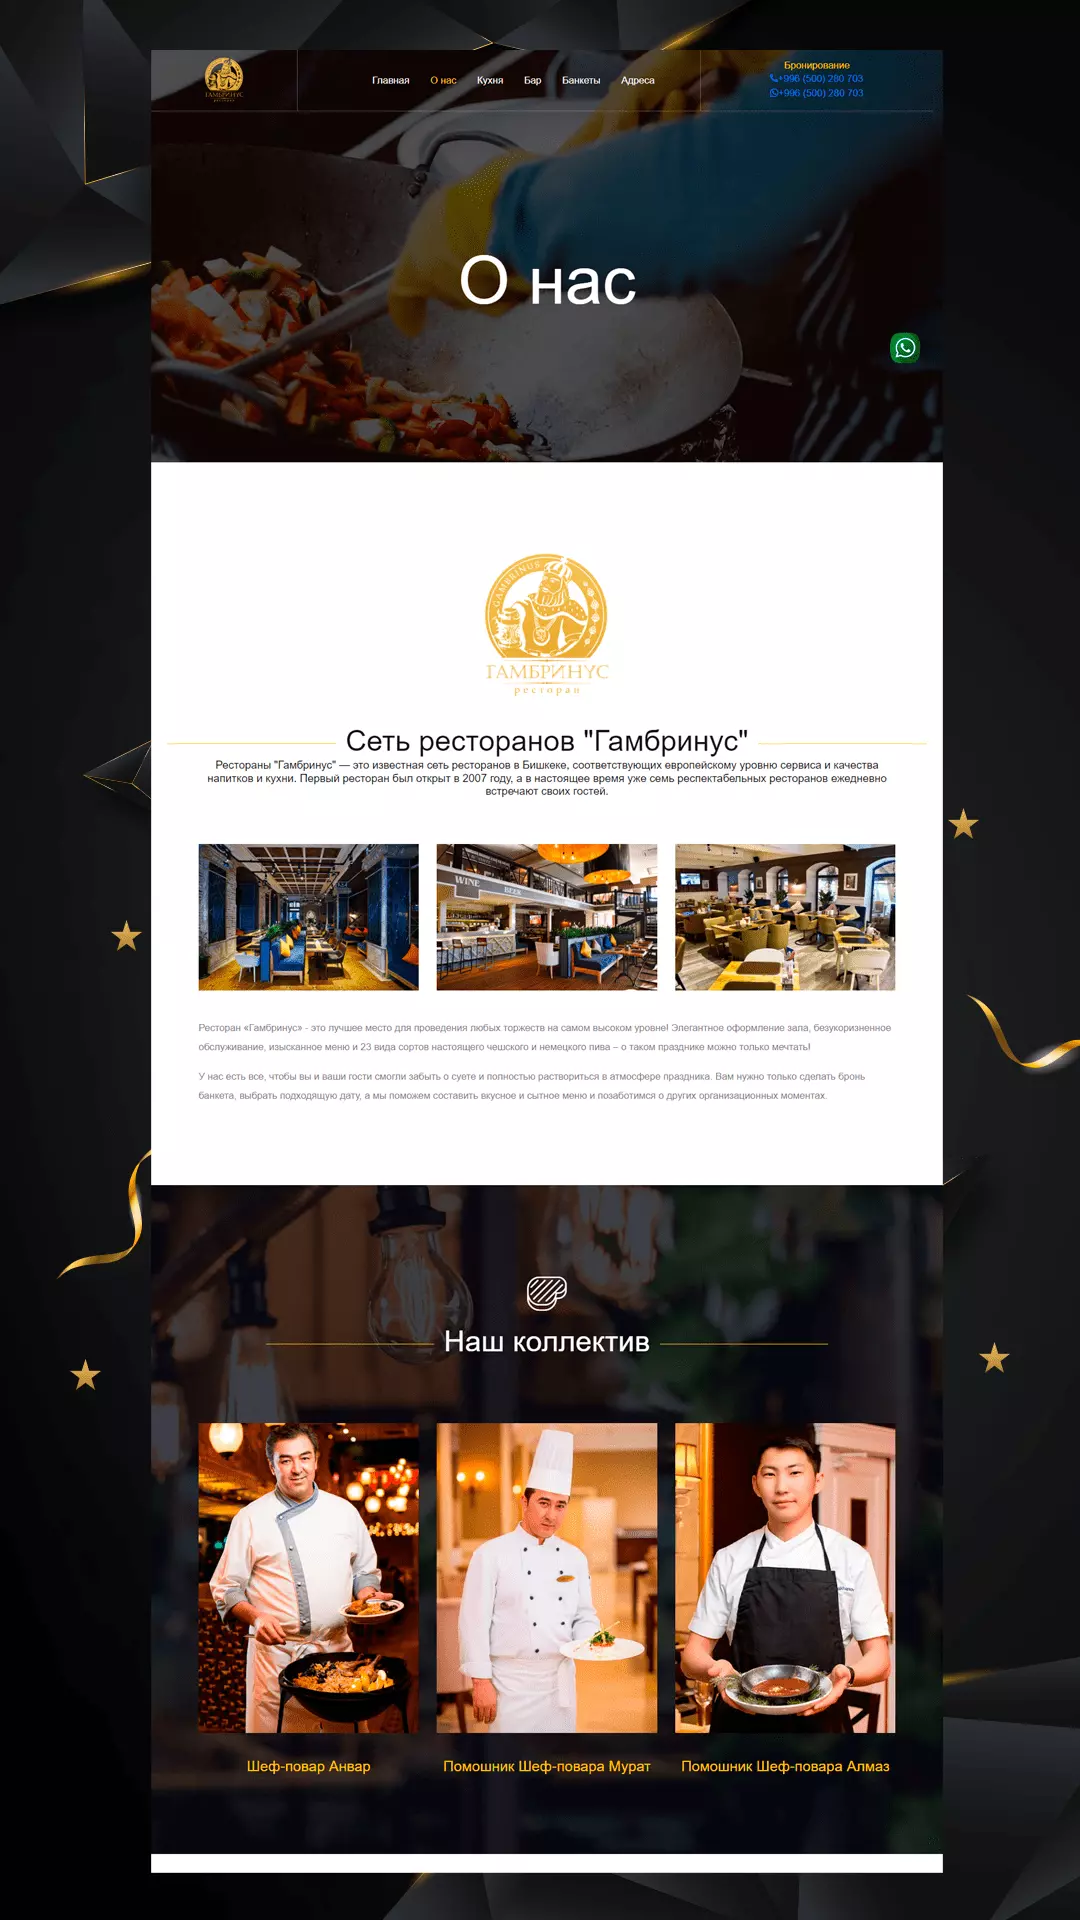 ГАМБРИНУС
ресторан
Главная
О нас
Кухня
Бар
Банкеты
Адреса
Бронирование
+996 (500) 280 703
+996 (500) 280 703
О нас
GAMBRINUS
ГАМБРИНУС
ресторан
Сеть ресторанов "Гамбринус"
Рестораны "Гамбринус" — это известная сеть ресторанов в Бишкеке, соответствующих европейскому уровню сервиса и качества
напитков и кухни. Первый ресторан был открыт в 2007 году, а в настоящее время уже семь респектабельных ресторанов ежедневно
встречают своих гостей.
WINE
BEER
Ресторан «Гамбринус» - это лучшее место для проведения любых торжеств на самом высоком уровне! Элегантное оформление зала, безукоризненное
обслуживание, изысканное меню и 23 вида сортов настоящего чешского и немецкого пива – о таком празднике можно только мечтать!
У нас есть все, чтобы вы и ваши гости смогли забыть о суете и полностью раствориться в атмосфере праздника. Вам нужно только сделать бронь
банкета, выбрать подходящую дату, а мы поможем составить вкусное и сытное меню и позаботимся о других организационных моментах.
Наш коллектив
Шеф-повар Анвар
Помошник Шеф-повара Мурат
Помошник Шеф-повара Алмаз